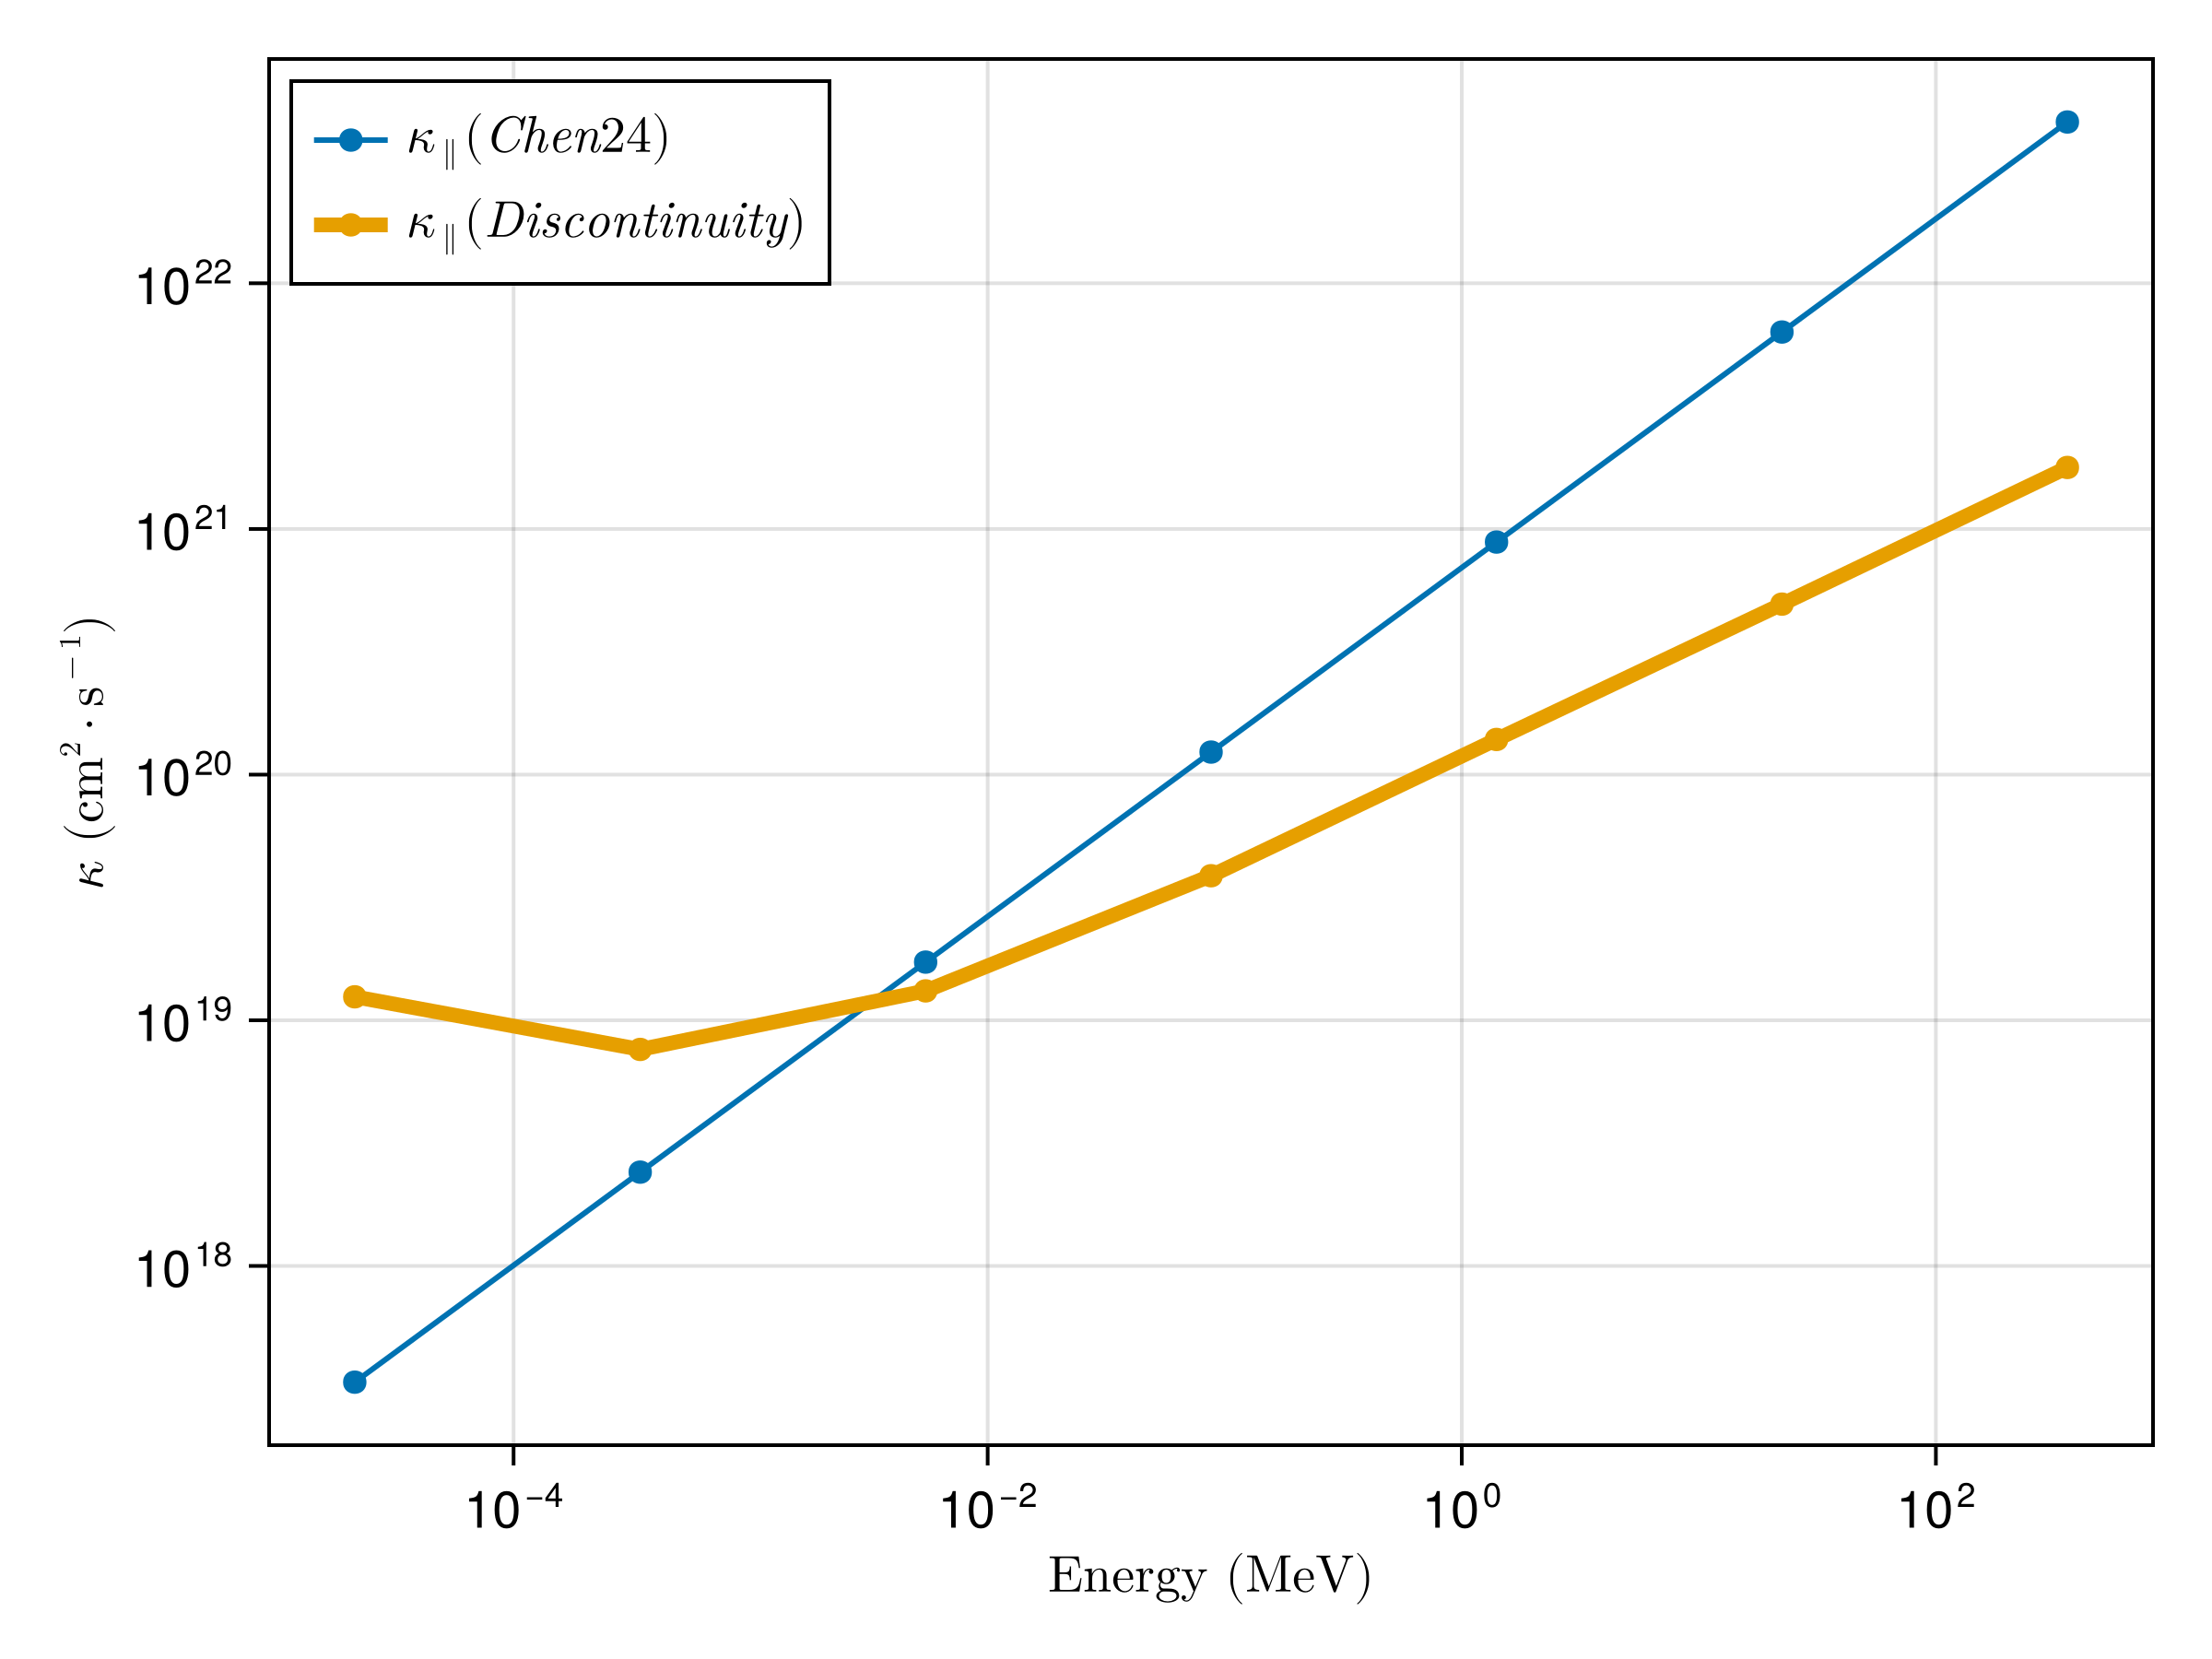 κ∥(Chen24)
κ∥(Discontinuity)
10²²
10²¹
10²⁰
10¹⁹
10¹⁸
κ (cm² · s⁻¹)
10⁻⁴ 10⁻² 10⁰ 10²
Energy (MeV)